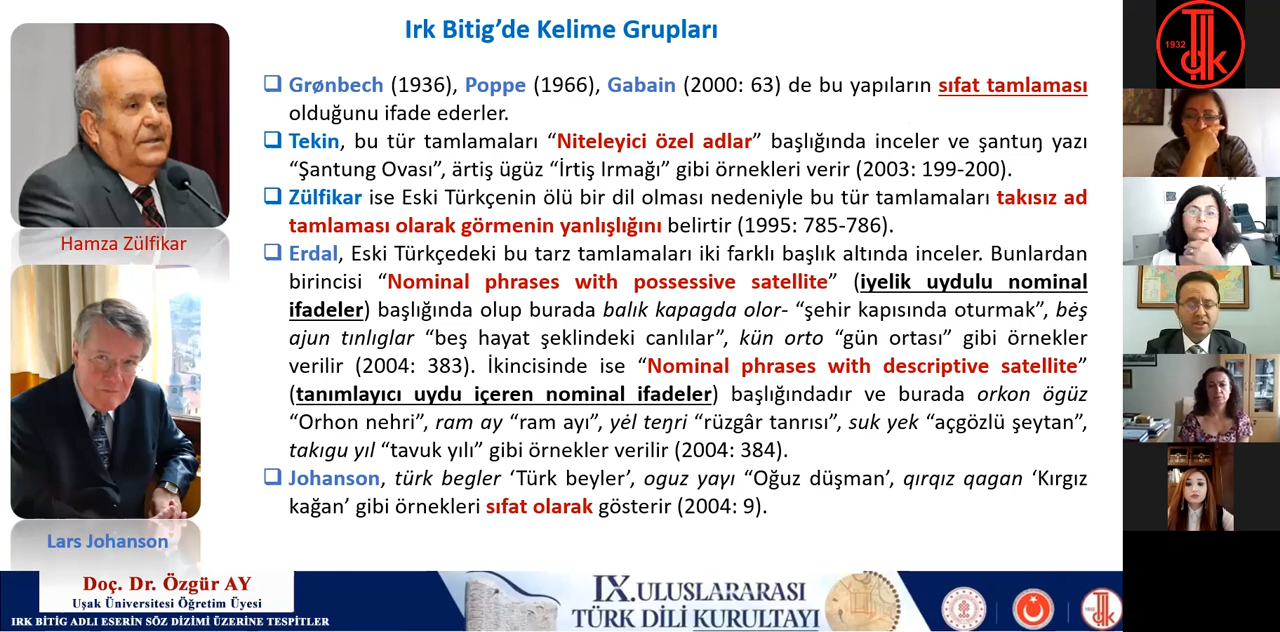 Irk Bitig’de Kelime Grupları
❑ Grønbech (1936), Poppe (1966), Gabain (2000: 63) de bu yapıların sıfat tamlaması
olduğunu ifade ederler.
❑ Tekin, bu tür tamlamaları “Niteleyici özel adlar” başlığında inceler ve şantuŋ yazı
“Şantung Ovası”, ärtiş ügüz “İrtiş Irmağı” gibi örnekleri verir (2003: 199-200).
❑ Zülfikar ise Eski Türkçenin ölü bir dil olması nedeniyle bu tür tamlamaları takısız ad
tamlaması olarak görmenin yanlışlığını belirtir (1995: 785-786).
❑ Erdal, Eski Türkçedeki bu tarz tamlamaları iki farklı başlık altında inceler. Bunlardan
birincisi “Nominal phrases with possessive satellite” (iyelik uydulu nominal
ifadeler) başlığında olup burada balık kapagda olor- “şehir kapısında oturmak”, bėş
ajun tınlıglar “beş hayat şeklindeki canlılar”, kün orto “gün ortası” gibi örnekler
verilir (2004: 383). İkincisinde ise “Nominal phrases with descriptive satellite”
(tanımlayıcı uydu içeren nominal ifadeler) başlığındadır ve burada orkon ögüz
“Orhon nehri”, ram ay “ram ayı”, yėl teŋri “rüzgâr tanrısı”, suk yek “açgözlü şeytan”,
takıgu yıl “tavuk yılı” gibi örnekler verilir (2004: 384).
❑ Johanson, türk begler ‘Türk beyler’, oguz yaγı “Oğuz düşman’, qırqız qagan ‘Kırgız
kağan’ gibi örnekleri sıfat olarak gösterir (2004: 9).
Hamza Zülfikar
Lars Johanson
Doç. Dr. Özgür AY
Uşak Üniversitesi Öğretim Üyesi
IRK BİTİG ADLI ESERİN SÖZ DİZİMİ ÜZERİNE TESPİTLER
IX.ULUSLARARASI
TÜRK DİLİ KURULTAYI
1932